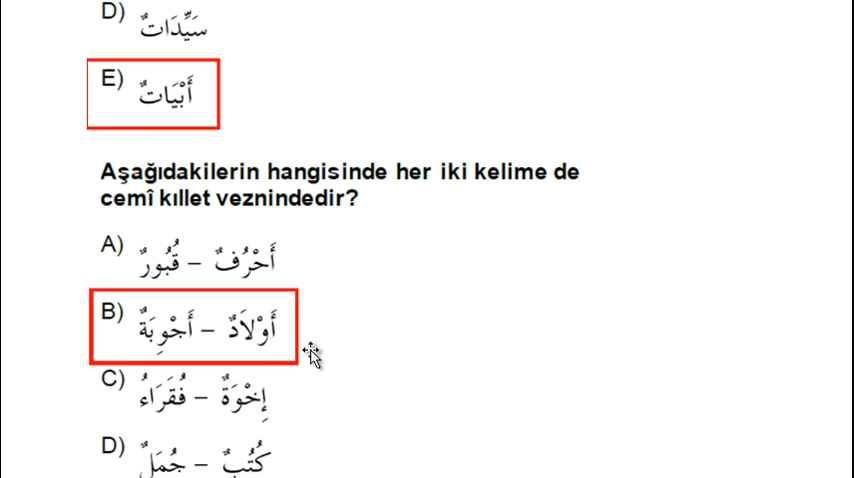 D) سَيِّدَاتٌ
E) أَبْيَاتٌ
Aşağıdakilerin hangisinde her iki kelime de
cemî kıllet veznindedir?
A) أَحْرُفٌ – قُبُورٌ
B) أَوْلَادٌ – أَجْوِبَةٌ
C) إِخْوَةٌ – فُقَرَاءُ
D) كُتُبٌ – جُمَلٌ